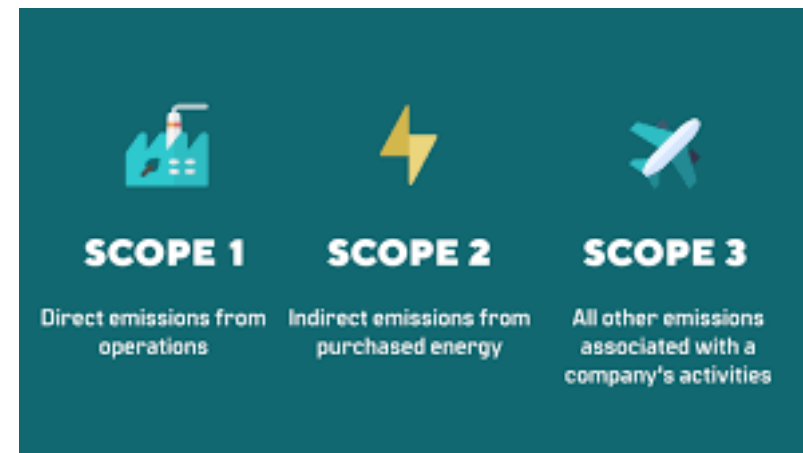 SCOPE 1
Direct emissions from
operations
SCOPE 2
Indirect emissions from
purchased energy
SCOPE 3
All other emissions
associated with a
company's activities